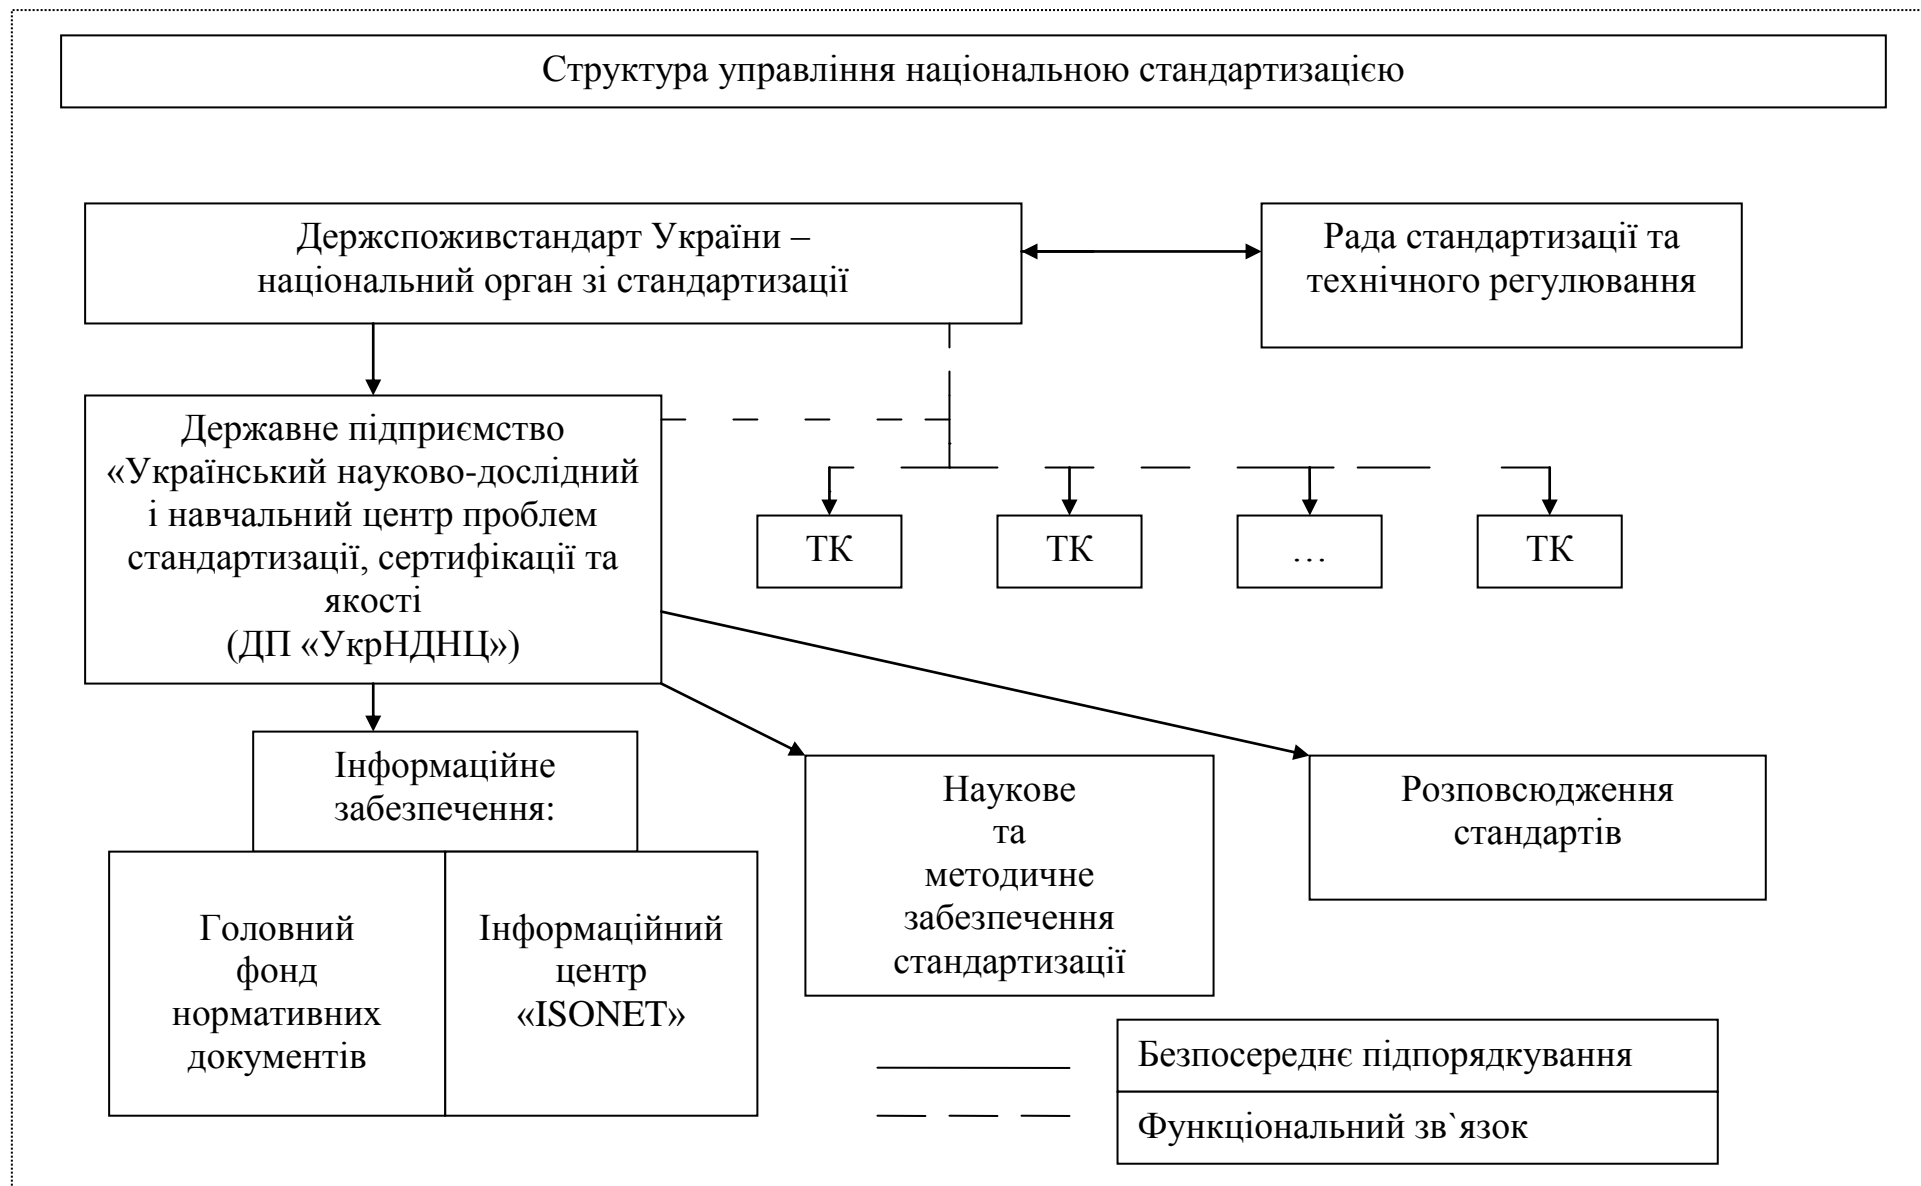 Структура управління національною стандартизацією
Держспоживстандарт України –
національний орган зі стандартизації
Рада стандартизації та
технічного регулювання
Державне підприємство
«Український науково-дослідний
і навчальний центр проблем
стандартизації, сертифікації та
якості
(ДП «УкрНДНЦ»)
ТК
ТК
…
ТК
Інформаційне
забезпечення:
Головний
фонд
нормативних
документів
Інформаційний
центр
«ISONET»
Наукове
та
методичне
забезпечення
стандартизації
Розповсюдження
стандартів
Безпосереднє підпорядкування
Функціональний зв`язок